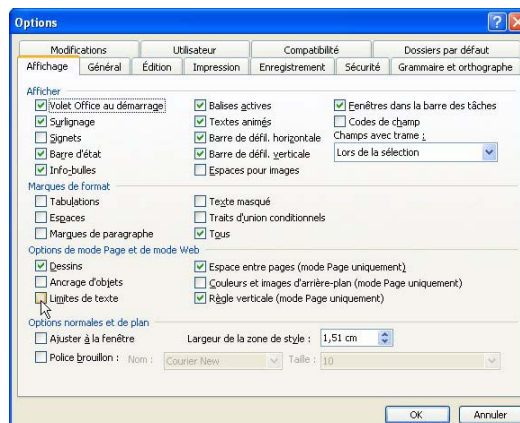 Options
Modifications Utilisateur Compatibilité Dossiers par défaut
Affichage Général Édition Impression Enregistrement Sécurité Grammaire et orthographe
Afficher
Volet Office au démarrage Balises actives Fenêtres dans la barre des tâches
Surlignage Textes animés Codes de champ
Signets Barre de défil. horizontale Champs avec trame :
Barre d'état Barre de défil. verticale Lors de la sélection
Info-bulles Espaces pour images
Marques de format
Tabulations Texte masqué
Espaces Traits d'union conditionnels
Marques de paragraphe Tous
Options de mode Page et de mode Web
Dessins Espace entre pages (mode Page uniquement)
Ancrage d'objets Couleurs et images d'arrière-plan (mode Page uniquement)
Limites de texte Règle verticale (mode Page uniquement)
Options normales et de plan
Ajuster à la fenêtre Largeur de la zone de style : 1,51 cm
Police brouillon : Nom : Courier New Taille : 10
OK Annuler